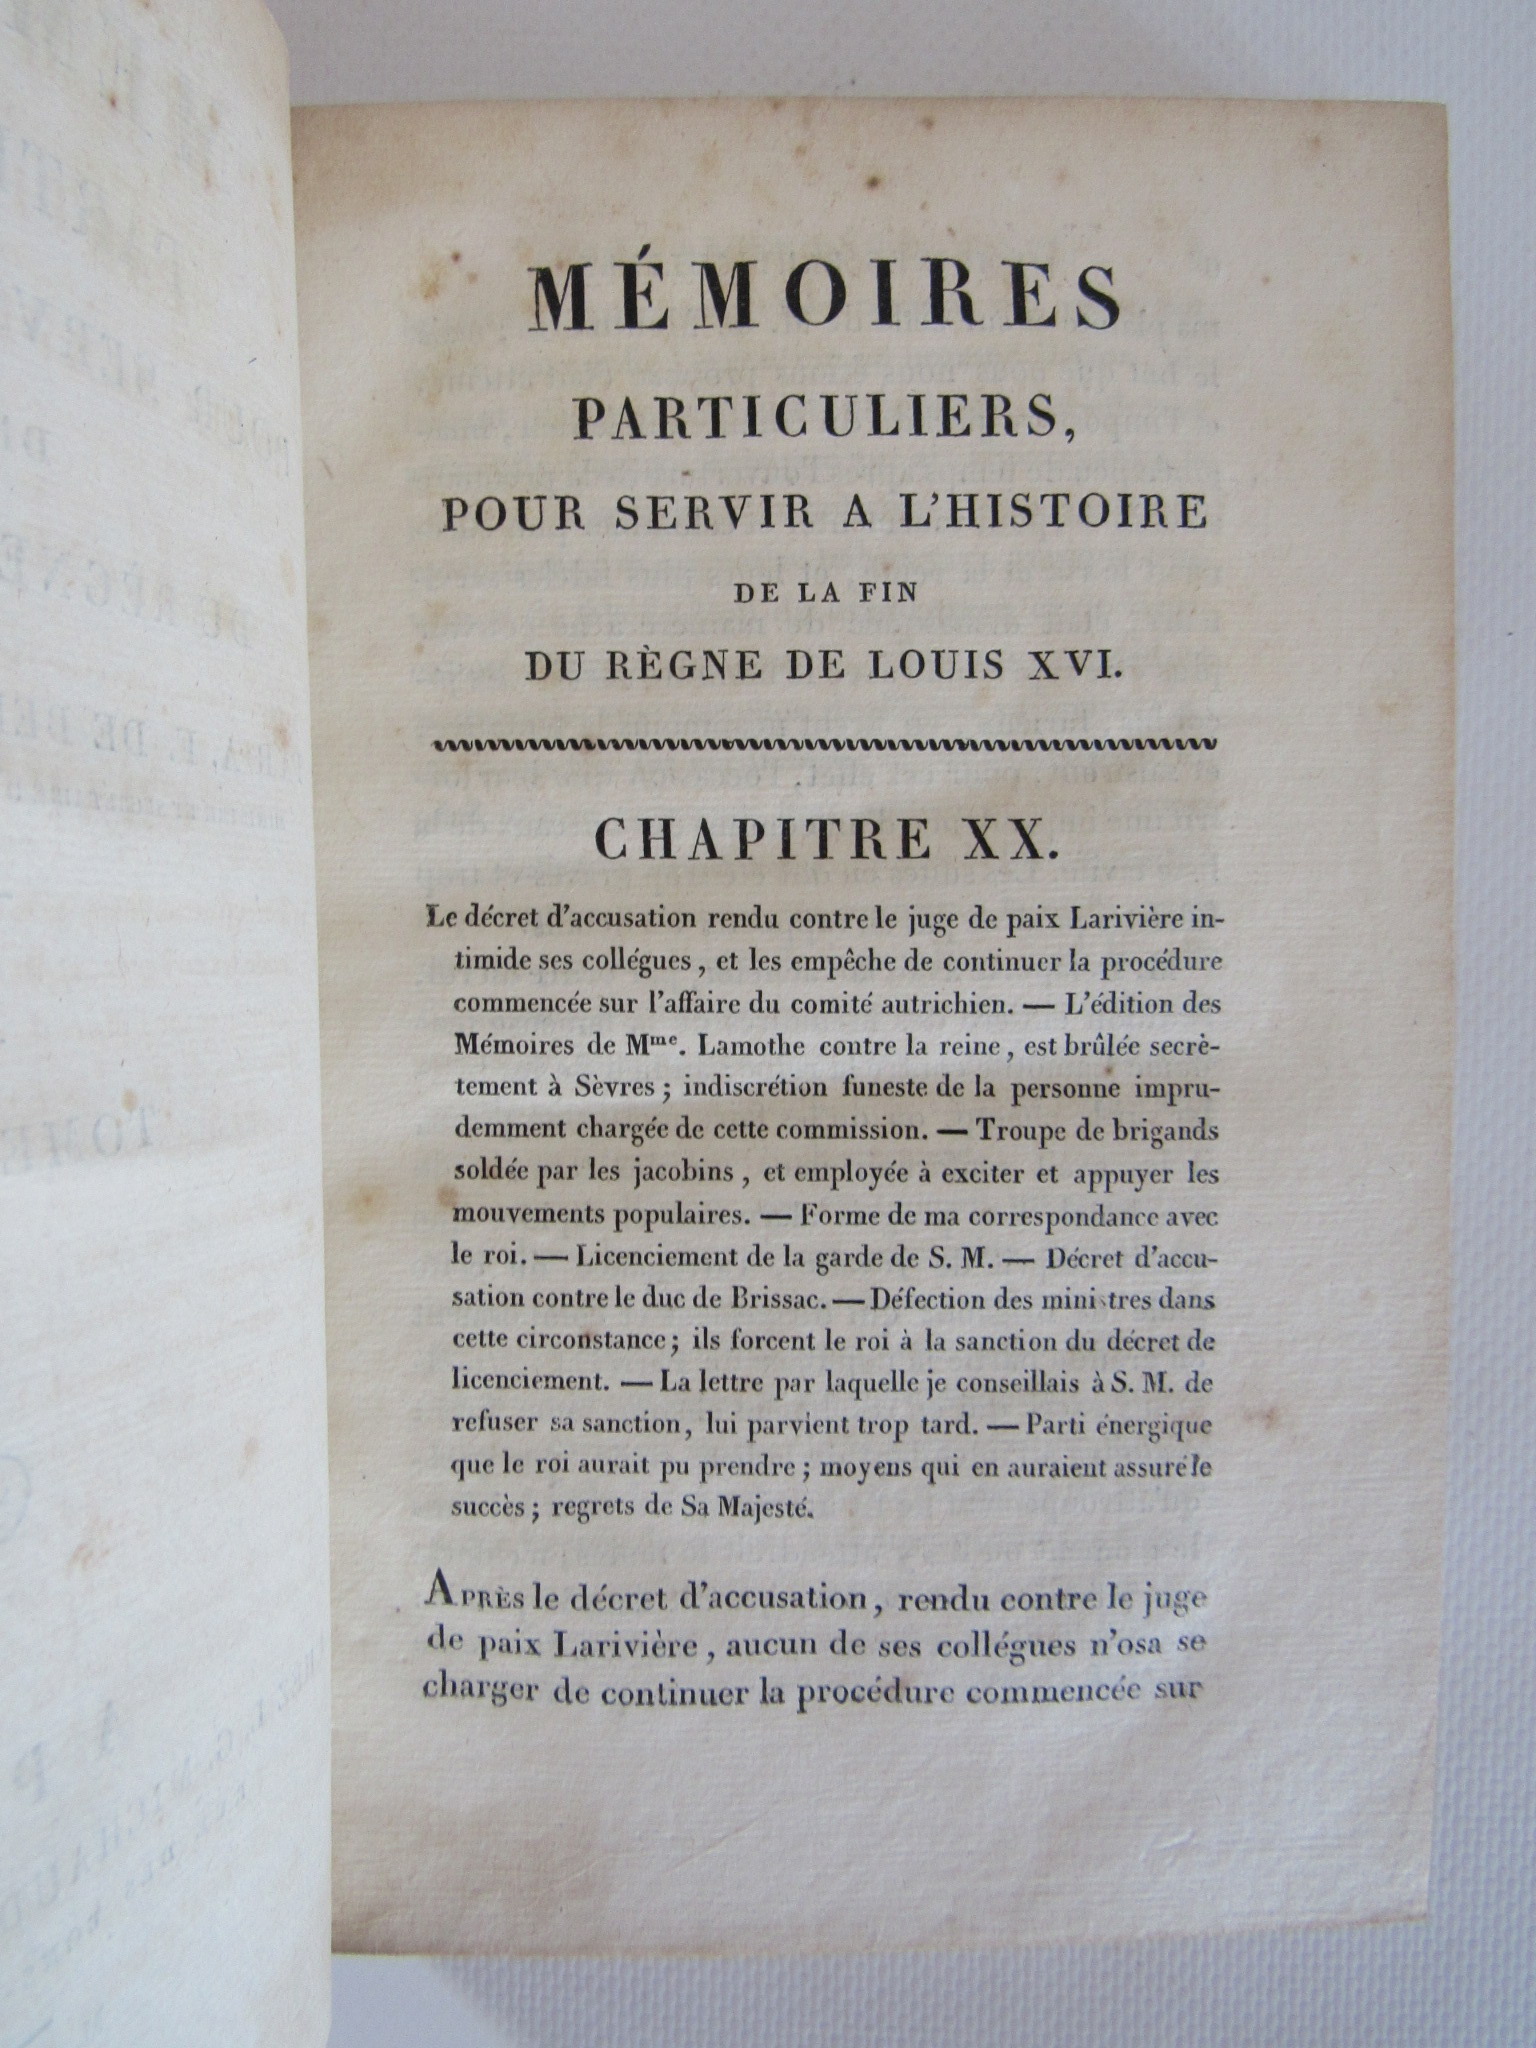 MÉMOIRES
PARTICULIERS,
POUR SERVIR A L'HISTOIRE
DE LA FIN
DU RÈGNE DE LOUIS XVI.
CHAPITRE XX.
Le décret d'accusation rendu contre le juge de paix Larivière in-
timide ses collégues, et les empêche de continuer la procédure
commencée sur l'affaire du comité autrichien. — L'édition des
Mémoires de Mme. Lamothe contre la reine, est brûlée secrè-
tement à Sèvres; indiscrétion funeste de la personne impru-
demment chargée de cette commission. — Troupe de brigands
soldée par les jacobins, et employée à exciter et appuyer les
mouvements populaires. — Forme de ma correspondance avec
le roi. — Licenciement de la garde de S. M. — Décret d'accu-
sation contre le duc de Brissac. — Défection des ministres dans
cette circonstance; ils forcent le roi à la sanction du décret de
licenciement. — La lettre par laquelle je conseillais à S. M. de
refuser sa sanction, lui parvient trop tard. — Parti énergique
que le roi aurait pu prendre; moyens qui en auraient assuré le
succès; regrets de Sa Majesté.
APRÈS le décret d'accusation, rendu contre le juge
de paix Larivière, aucun de ses collégues n'osa se
charger de continuer la procédure commencée sur